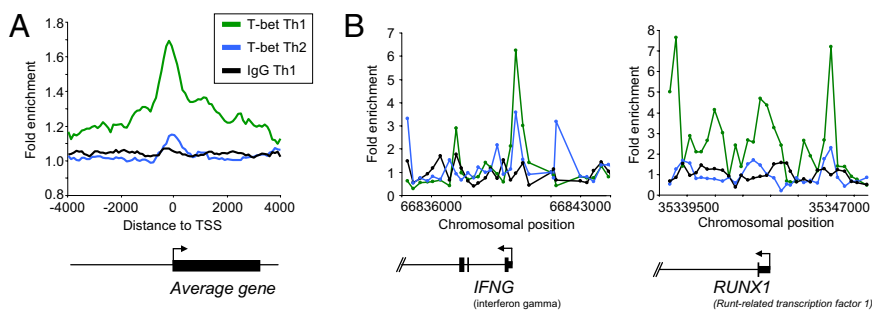 A
Fold enrichment
1.8
1.6
1.4
1.2
1.0
0.8
-4000
-2000
0
2000
4000
Distance to TSS
T-bet Th1
T-bet Th2
IgG Th1
Average gene
B
Fold enrichment
7
6
5
4
3
2
1
0
66836000
66843000
Chromosomal position
IFNG
(interferon gamma)
Fold enrichment
8
7
6
5
4
3
2
1
0
35339500
35347000
Chromosomal position
RUNX1
(Runt-related transcription factor 1)